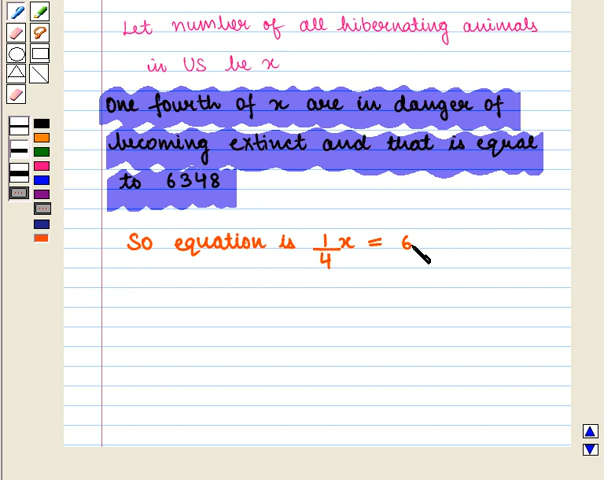 Let number of all hibernating animals
in US be x
One fourth of x are in danger of
becoming extinct and that is equal
to 6348
So equation is 1/4 x = 6